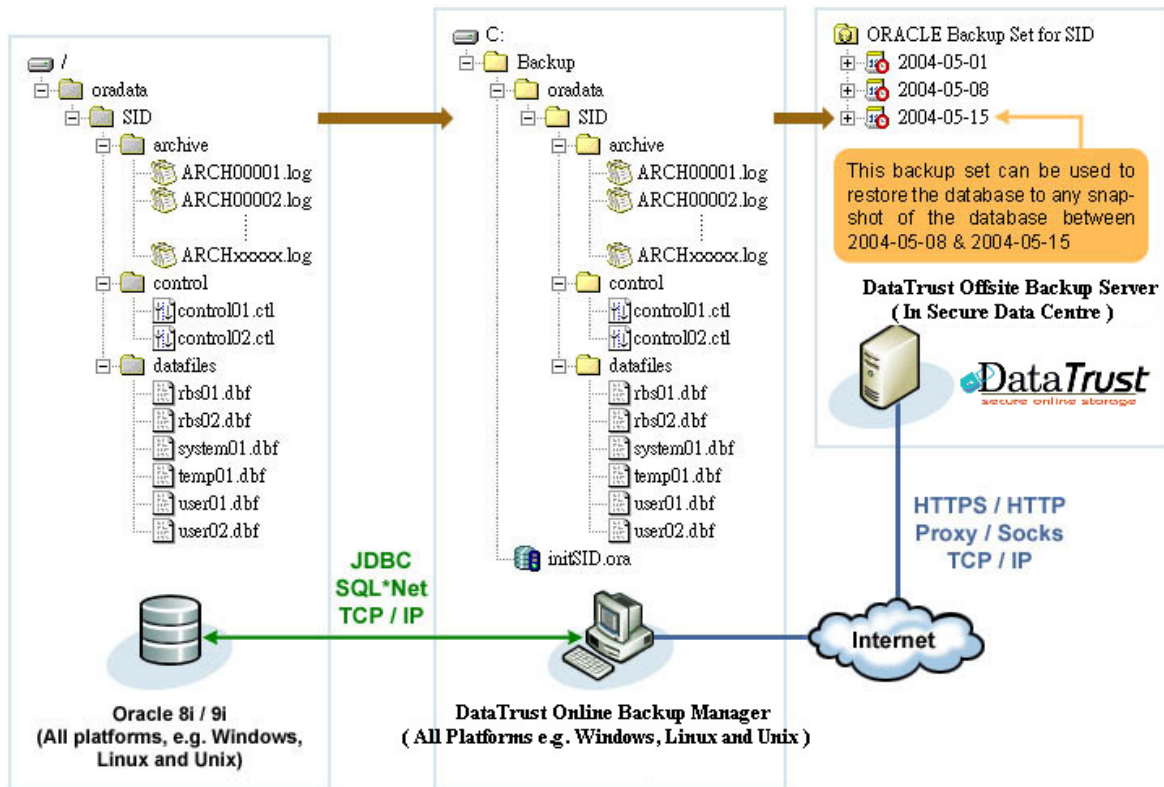 /
oradata
SID
archive
ARCH00001.log
ARCH00002.log
ARCHxxxxx.log
control
control01.ctl
control02.ctl
datafiles
rbs01.dbf
rbs02.dbf
system01.dbf
temp01.dbf
user01.dbf
user02.dbf
Oracle 8i / 9i
(All platforms, e.g. Windows,
Linux and Unix)
JDBC
SQL*Net
TCP / IP
C:
Backup
oradata
SID
archive
ARCH00001.log
ARCH00002.log
ARCHxxxxx.log
control
control01.ctl
control02.ctl
datafiles
rbs01.dbf
rbs02.dbf
system01.dbf
temp01.dbf
user01.dbf
user02.dbf
initSID.ora
DataTrust Online Backup Manager
( All Platforms e.g. Windows, Linux and Unix )
ORACLE Backup Set for SID
2004-05-01
2004-05-08
2004-05-15
This backup set can be used to
restore the database to any snap-
shot of the database between
2004-05-08 & 2004-05-15
DataTrust Offsite Backup Server
( In Secure Data Centre )
DataTrust
secure online storage
HTTPS / HTTP
Proxy / Socks
TCP / IP
Internet